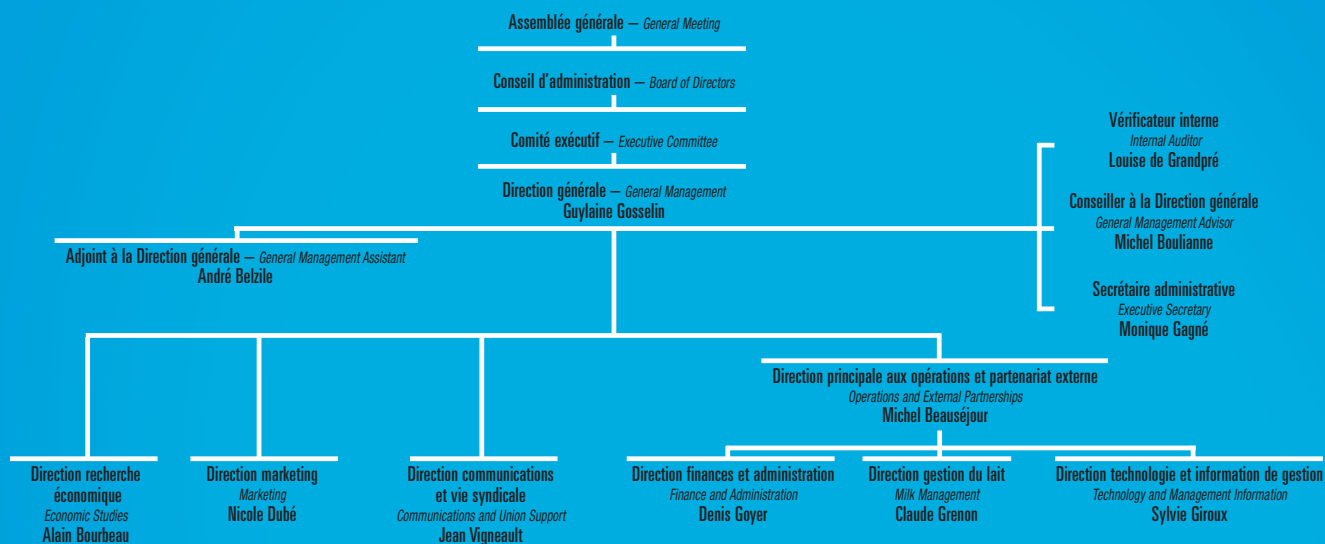 Assemblée générale – General Meeting
Conseil d'administration – Board of Directors
Comité exécutif – Executive Committee
Direction générale – General Management
Guylaine Gosselin
Vérificateur interne
Internal Auditor
Louise de Grandpré
Conseiller à la Direction générale
General Management Advisor
Michel Boulianne
Secrétaire administrative
Executive Secretary
Monique Gagné
Adjoint à la Direction générale – General Management Assistant
André Belzile
Direction principale aux opérations et partenariat externe
Operations and External Partnerships
Michel Beauséjour
Direction recherche
économique
Economic Studies
Alain Bourbeau
Direction marketing
Marketing
Nicole Dubé
Direction communications
et vie syndicale
Communications and Union Support
Jean Vigneault
Direction finances et administration
Finance and Administration
Denis Goyer
Direction gestion du lait
Milk Management
Claude Grenon
Direction technologie et information de gestion
Technology and Management Information
Sylvie Giroux